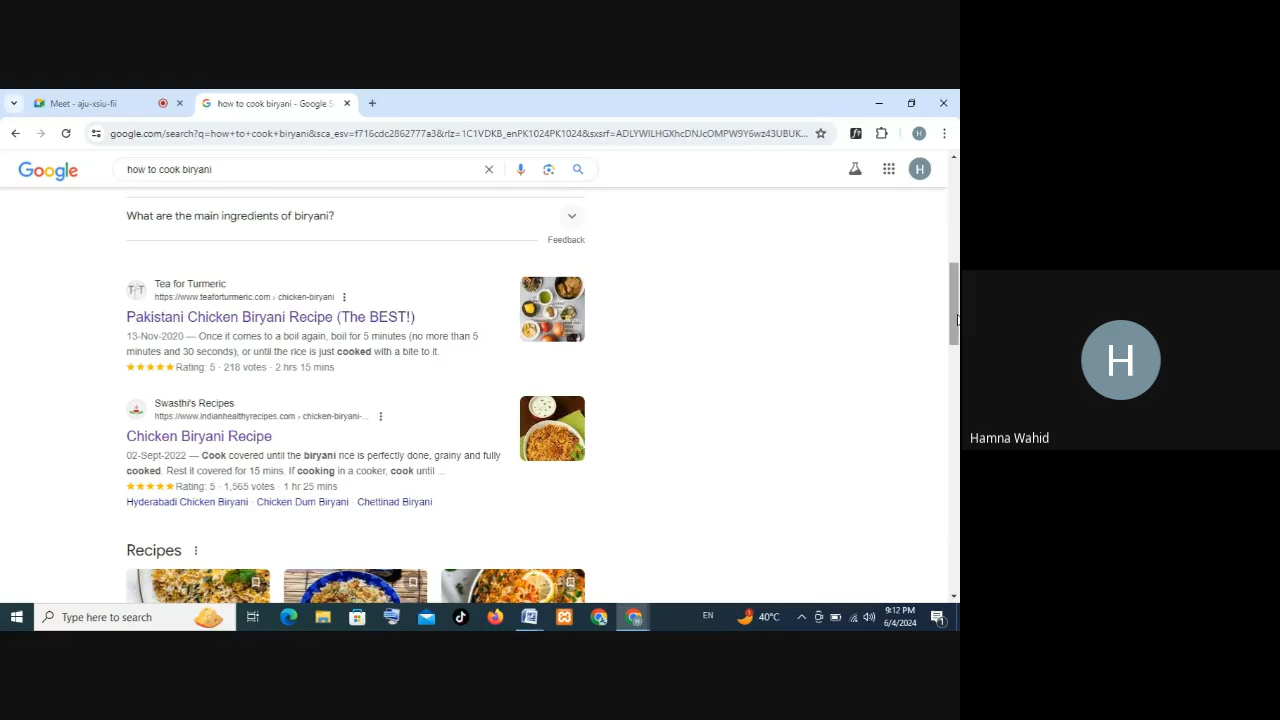 Meet - aju-xsiu-fii
how to cook biryani - Google S
google.com/search?q=how+to+cook+biryani&sca_esv=f716cdc2862777a3&rlz=1C1VDKB_enPK1024PK1024&sxsrf=ADLYWILHGXhcDNJcOMPW9Y6wz43UBUK...
H
Google
how to cook biryani
H
What are the main ingredients of biryani?
Feedback
TfT
Tea for Turmeric
https://www.teaforturmeric.com › chicken-biryani
Pakistani Chicken Biryani Recipe (The BEST!)
13-Nov-2020 — Once it comes to a boil again, boil for 5 minutes (no more than 5
minutes and 30 seconds), or until the rice is just cooked with a bite to it.
Rating: 5 · 218 votes · 2 hrs 15 mins
Swasthi's Recipes
https://www.indianhealthyrecipes.com › chicken-biryani-...
Chicken Biryani Recipe
02-Sept-2022 — Cook covered until the biryani rice is perfectly done, grainy and fully
cooked. Rest it covered for 15 mins. If cooking in a cooker, cook until ...
Rating: 5 · 1,565 votes · 1 hr 25 mins
Hyderabadi Chicken Biryani · Chicken Dum Biryani · Chettinad Biryani
Recipes
Type here to search
EN
40°C
9:12 PM
6/4/2024
1
H
Hamna Wahid